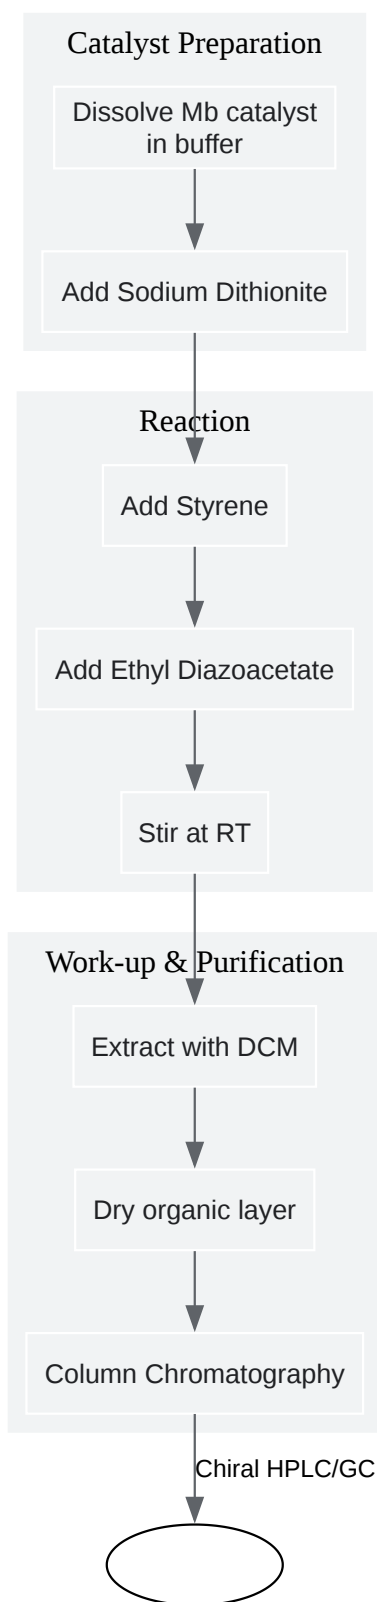 Catalyst Preparation
Dissolve Mb catalyst
in buffer
Add Sodium Dithionite
Reaction
Add Styrene
Add Ethyl Diazoacetate
Stir at RT
Work-up & Purification
Extract with DCM
Dry organic layer
Column Chromatography
Chiral HPLC/GC